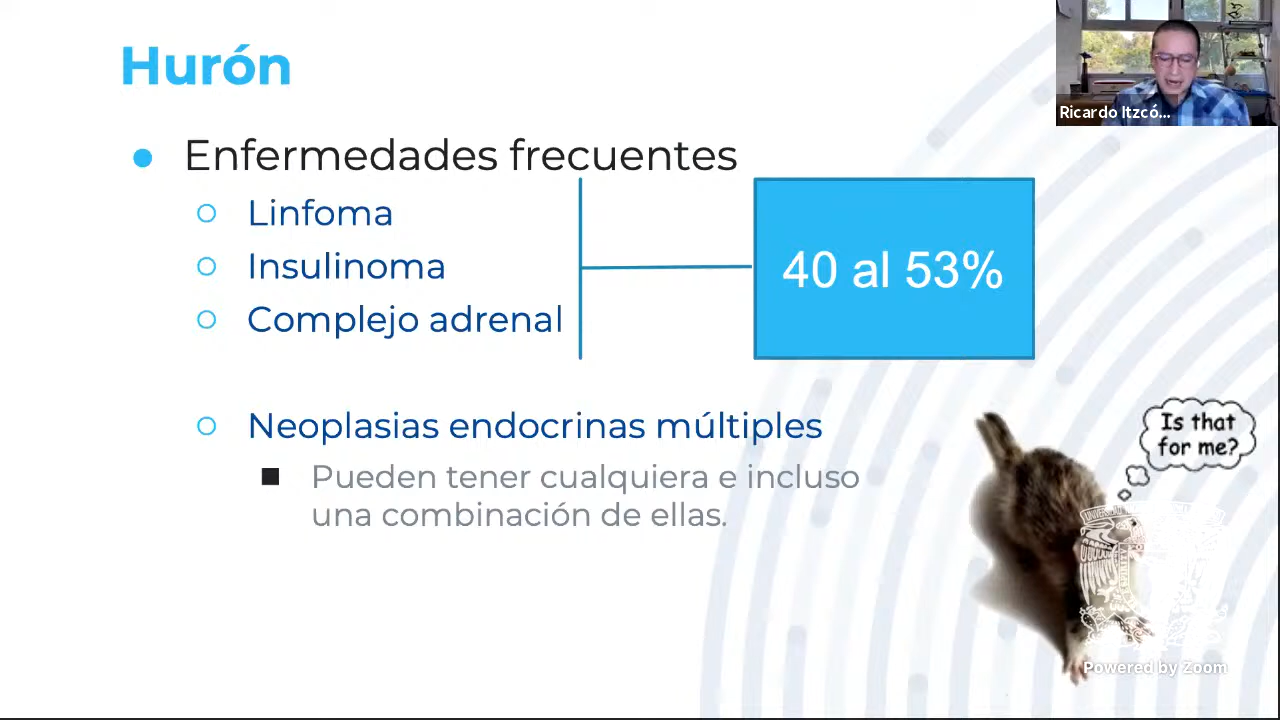 Hurón
Ricardo Itzcó...
Enfermedades frecuentes
Linfoma
Insulinoma
Complejo adrenal
40 al 53%
Neoplasias endocrinas múltiples
Pueden tener cualquiera e incluso
una combinación de ellas.
Is that
for me?
Powered by Zoom